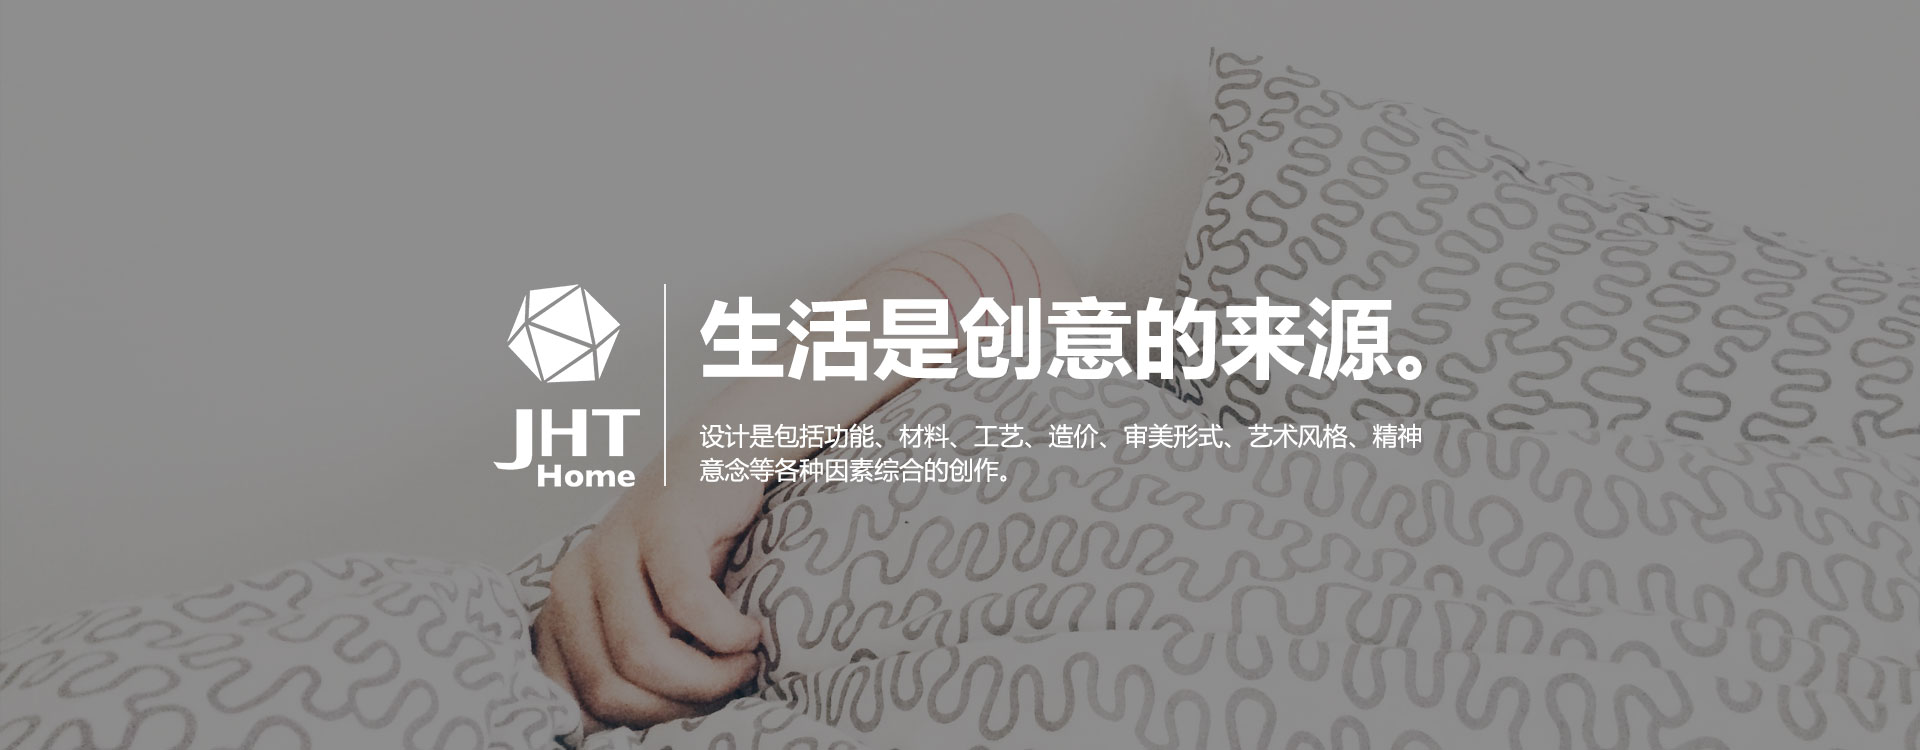 JHT
Home
生活是创意的来源。
设计是包括功能、材料、工艺、造价、审美形式、艺术风格、精神
意念等各种因素综合的创作。